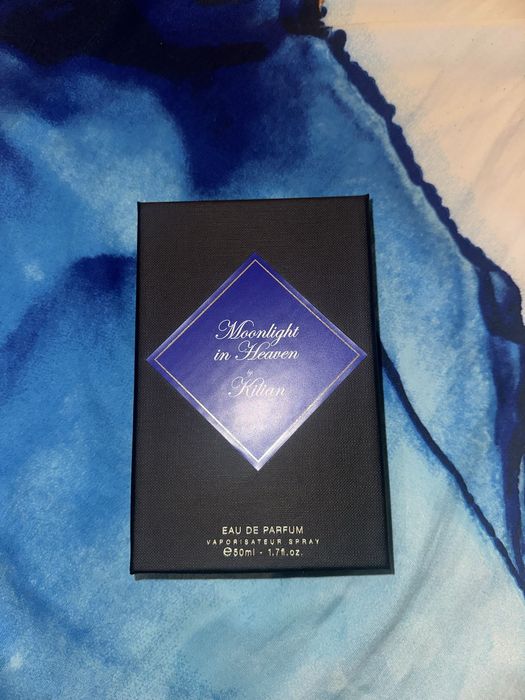 Moonlight
in Heaven
by
Kilian
EAU DE PARFUM
VAPORISATEUR SPRAY
℮50ml - 1.7fl.oz.